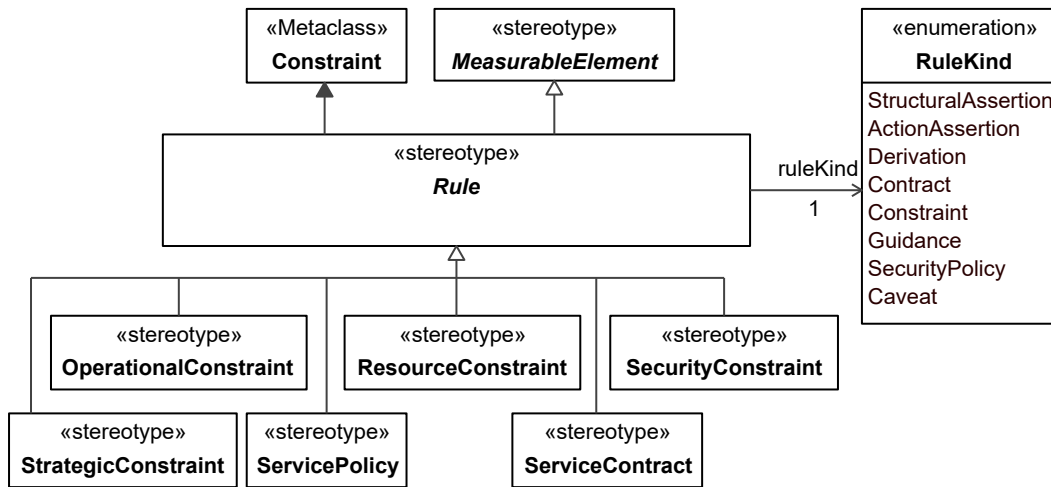 «Metaclass»
Constraint
«stereotype»
MeasurableElement
«enumeration»
RuleKind
StructuralAssertion
ActionAssertion
Derivation
Contract
Constraint
Guidance
SecurityPolicy
Caveat
«stereotype»
Rule
ruleKind
1
«stereotype»
OperationalConstraint
«stereotype»
ResourceConstraint
«stereotype»
SecurityConstraint
«stereotype»
StrategicConstraint
«stereotype»
ServicePolicy
«stereotype»
ServiceContract